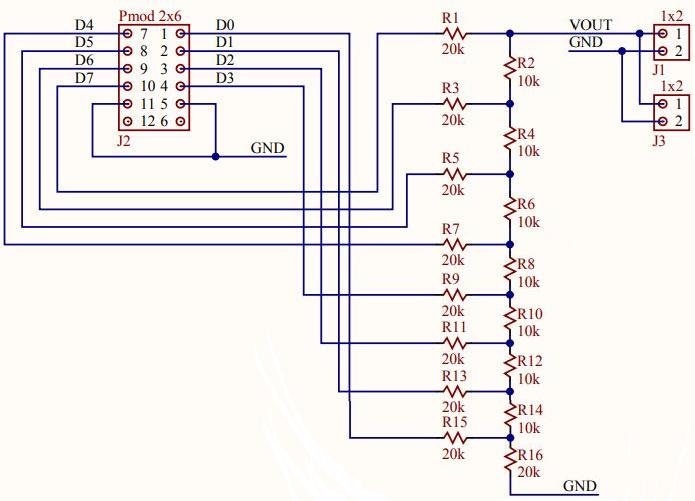 Pmod 2x6
D4 7 1 D0
D5 8 2 D1
D6 9 3 D2
D7 10 4 D3
11 5
12 6
J2
GND
R1
20k
R2
10k
R3
20k
R4
10k
R5
20k
R6
10k
R7
20k
R8
10k
R9
20k
R10
10k
R11
20k
R12
10k
R13
20k
R14
10k
R15
20k
R16
20k
GND
VOUT
GND
1x2
1
2
J1
1x2
1
2
J3